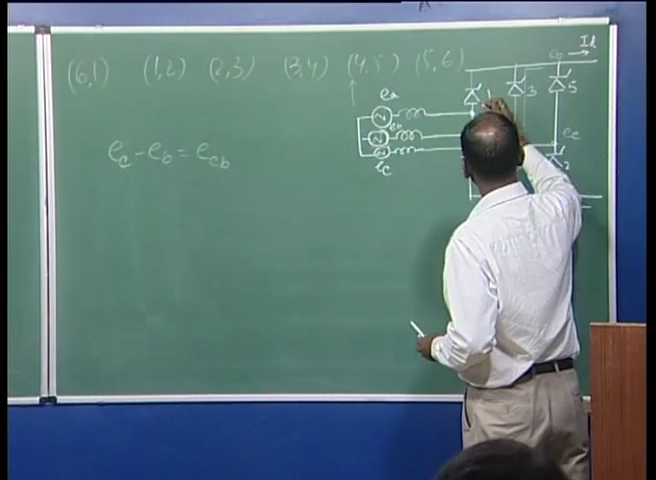 (6,1) (1,2) (2,3) (3,4) (4,5) (5,6)
Id
1 3 5
ea
eb
ec
ec
2
ec - eb = ecb